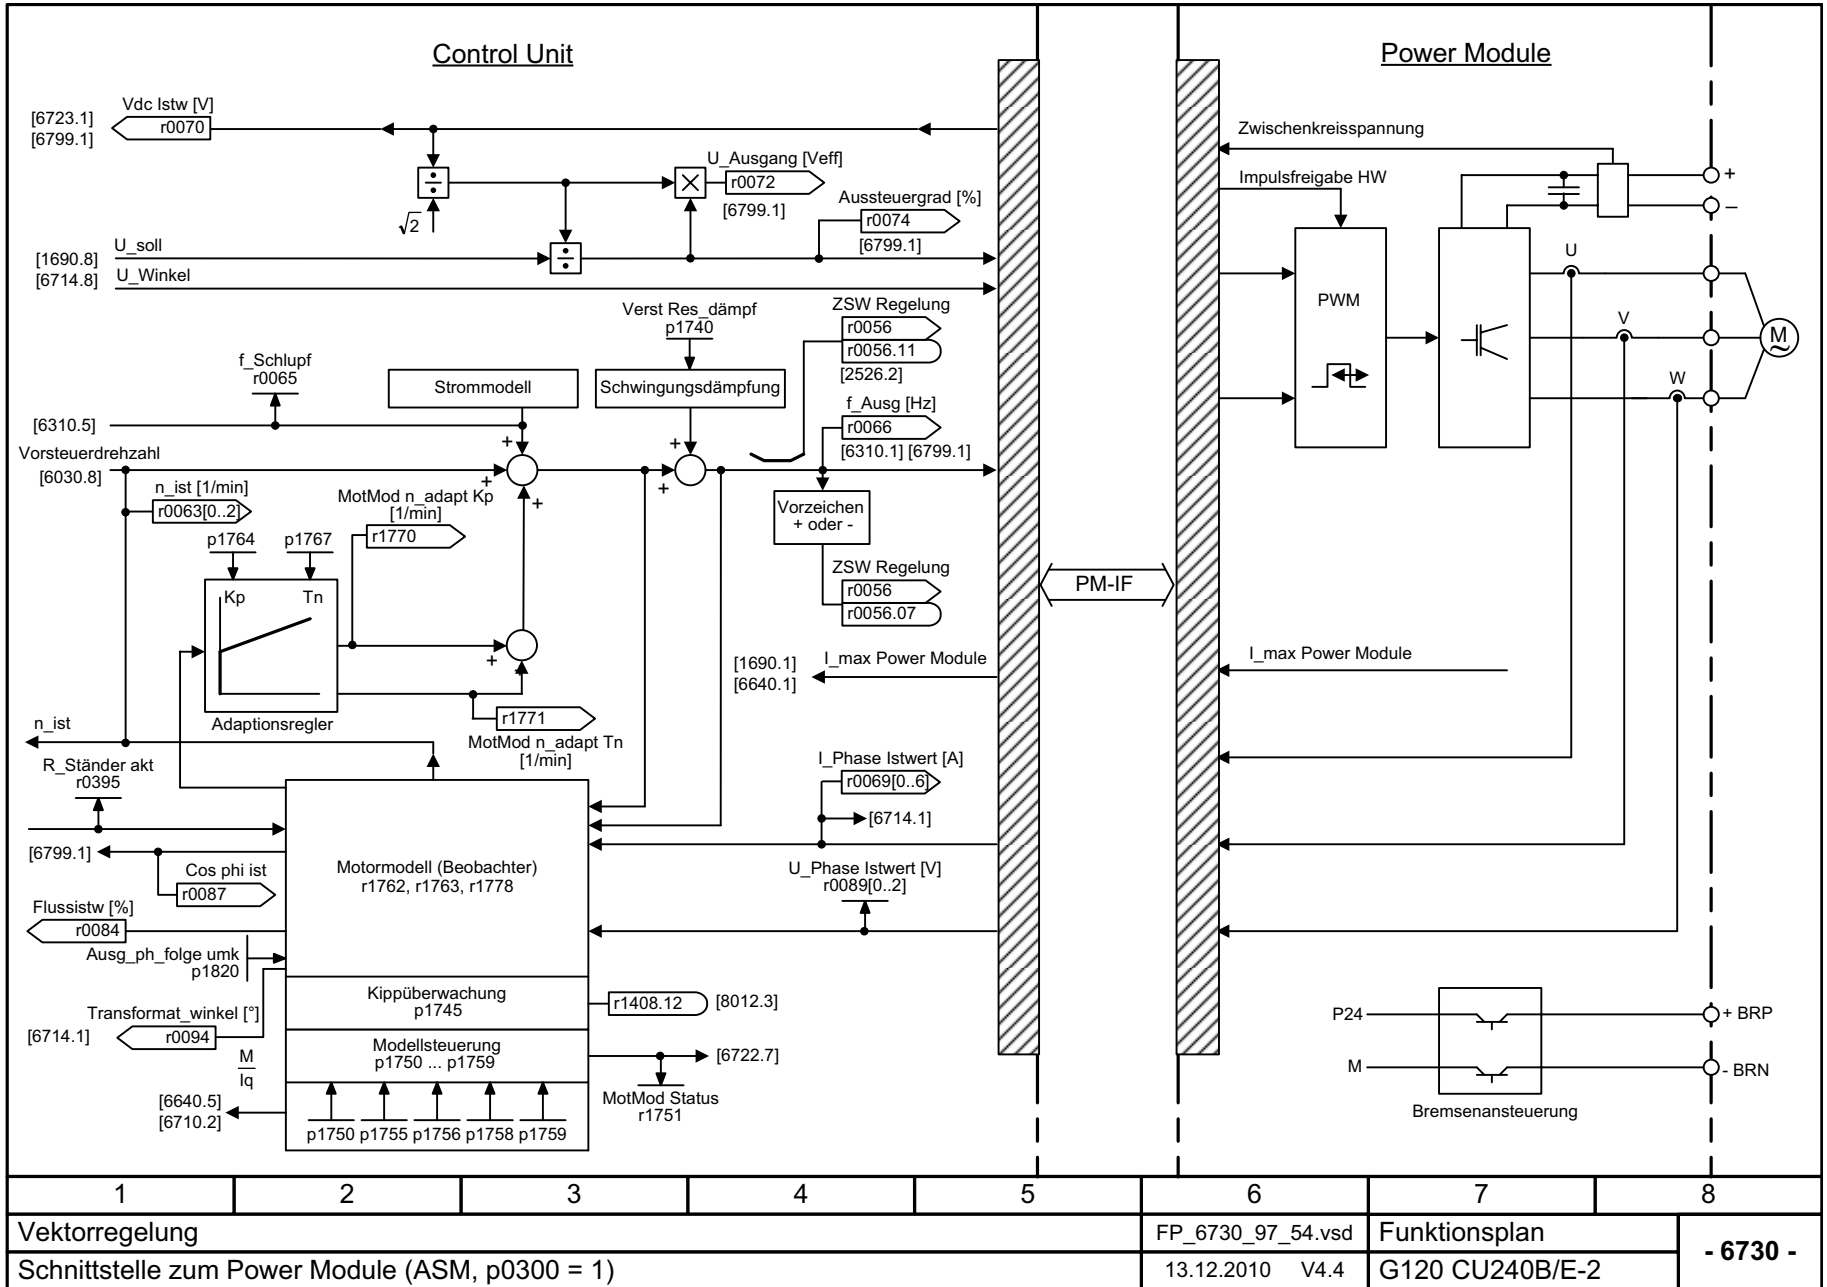 Control Unit
Power Module
Vdc Istw [V]
[6723.1]
[6799.1]
r0070
Zwischenkreisspannung
U_Ausgang [Veff]
r0072
[6799.1]
÷
×
√2
Aussteuergrad [%]
r0074
[6799.1]
Impulsfreigabe HW
+
–
U_soll
[1690.8]
[6714.8]
U_Winkel
÷
U
V
W
PWM
M
~
Verst Res_dämpf
p1740
ZSW Regelung
r0056
r0056.11
[2526.2]
f_Schlupf
r0065
Strommodell
Schwingungsdämpfung
[6310.5]
f_Ausg [Hz]
r0066
[6310.1] [6799.1]
Vorsteuerdrehzahl
[6030.8]
+
+
+
+
+
n_ist [1/min]
r0063[0..2]
MotMod n_adapt Kp
[1/min]
r1770
Vorzeichen
+ oder -
p1764
p1767
Kp
Tn
ZSW Regelung
r0056
r0056.07
PM-IF
+
+
[1690.1]
[6640.1]
I_max Power Module
I_max Power Module
Adaptionsregler
r1771
MotMod n_adapt Tn
[1/min]
n_ist
R_Ständer akt
r0395
I_Phase Istwert [A]
r0069[0..6]
[6714.1]
[6799.1]
Cos phi ist
r0087
Motormodell (Beobachter)
r1762, r1763, r1778
U_Phase Istwert [V]
r0089[0..2]
Flussistw [%]
r0084
Ausg_ph_folge umk
p1820
Kippüberwachung
p1745
r1408.12
[8012.3]
Transformat_winkel [°]
[6714.1]
r0094
Modellsteuerung
p1750 ... p1759
[6722.7]
MotMod Status
r1751
M
Iq
[6640.5]
[6710.2]
p1750
p1755
p1756
p1758
p1759
P24
+ BRP
M
- BRN
Bremsenansteuerung
1
2
3
4
5
6
7
8
Vektorregelung
FP_6730_97_54.vsd
Funktionsplan
- 6730 -
Schnittstelle zum Power Module (ASM, p0300 = 1)
13.12.2010 V4.4
G120 CU240B/E-2